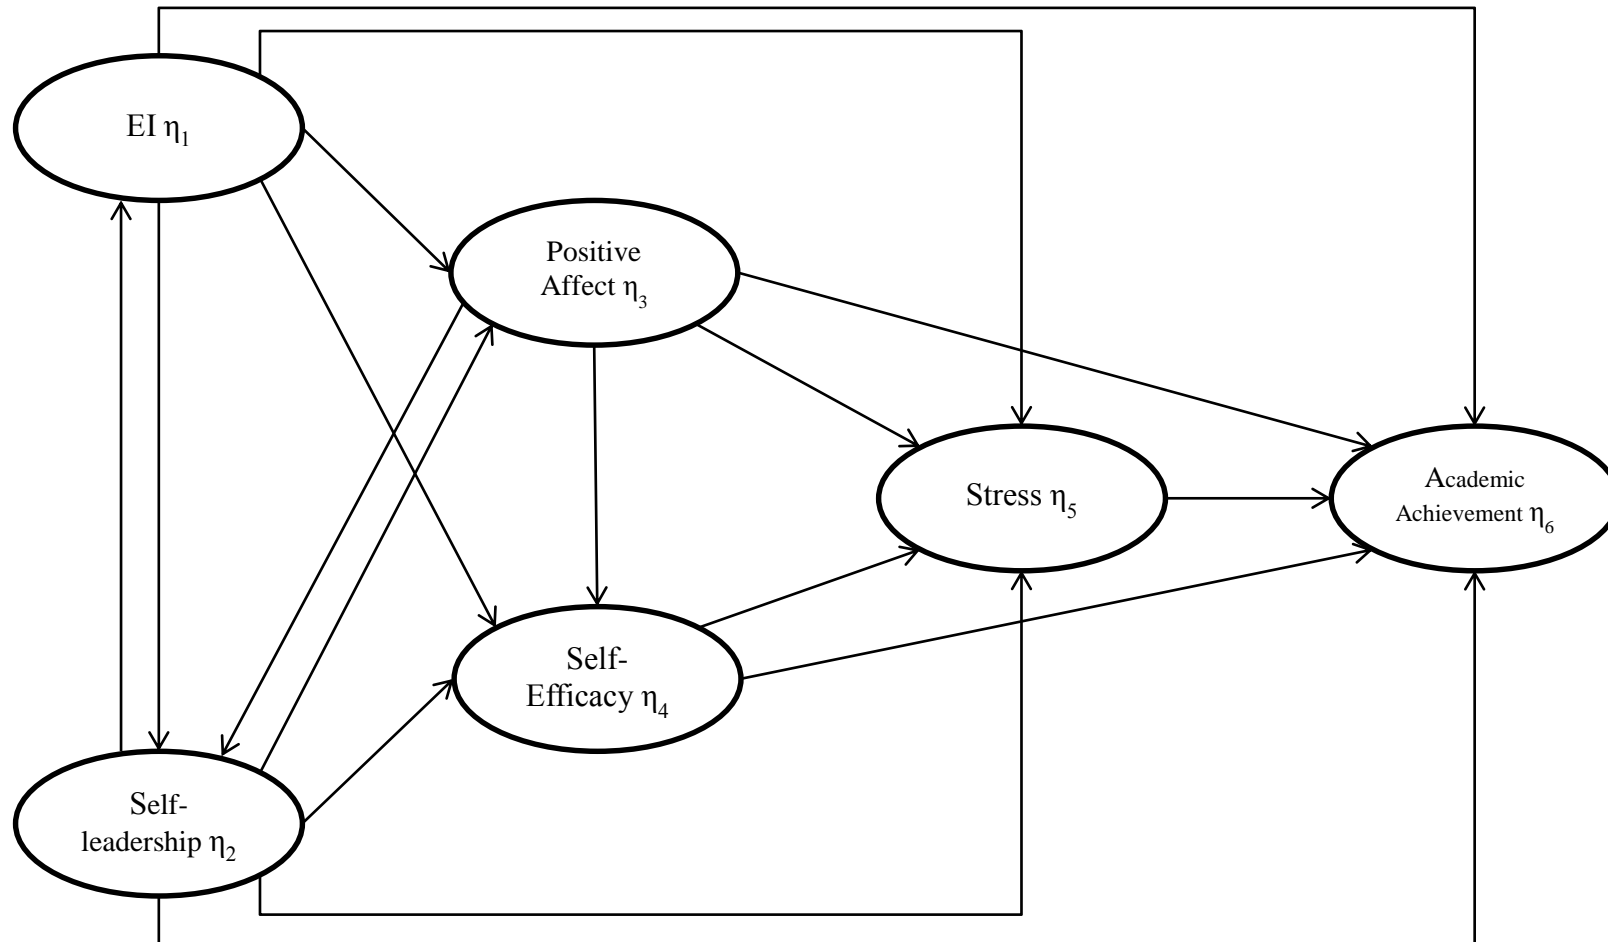 EI η₁
Positive
Affect η₃
Stress η₅
Academic
Achievement η₆
Self-
Efficacy η₄
Self-
leadership η₂